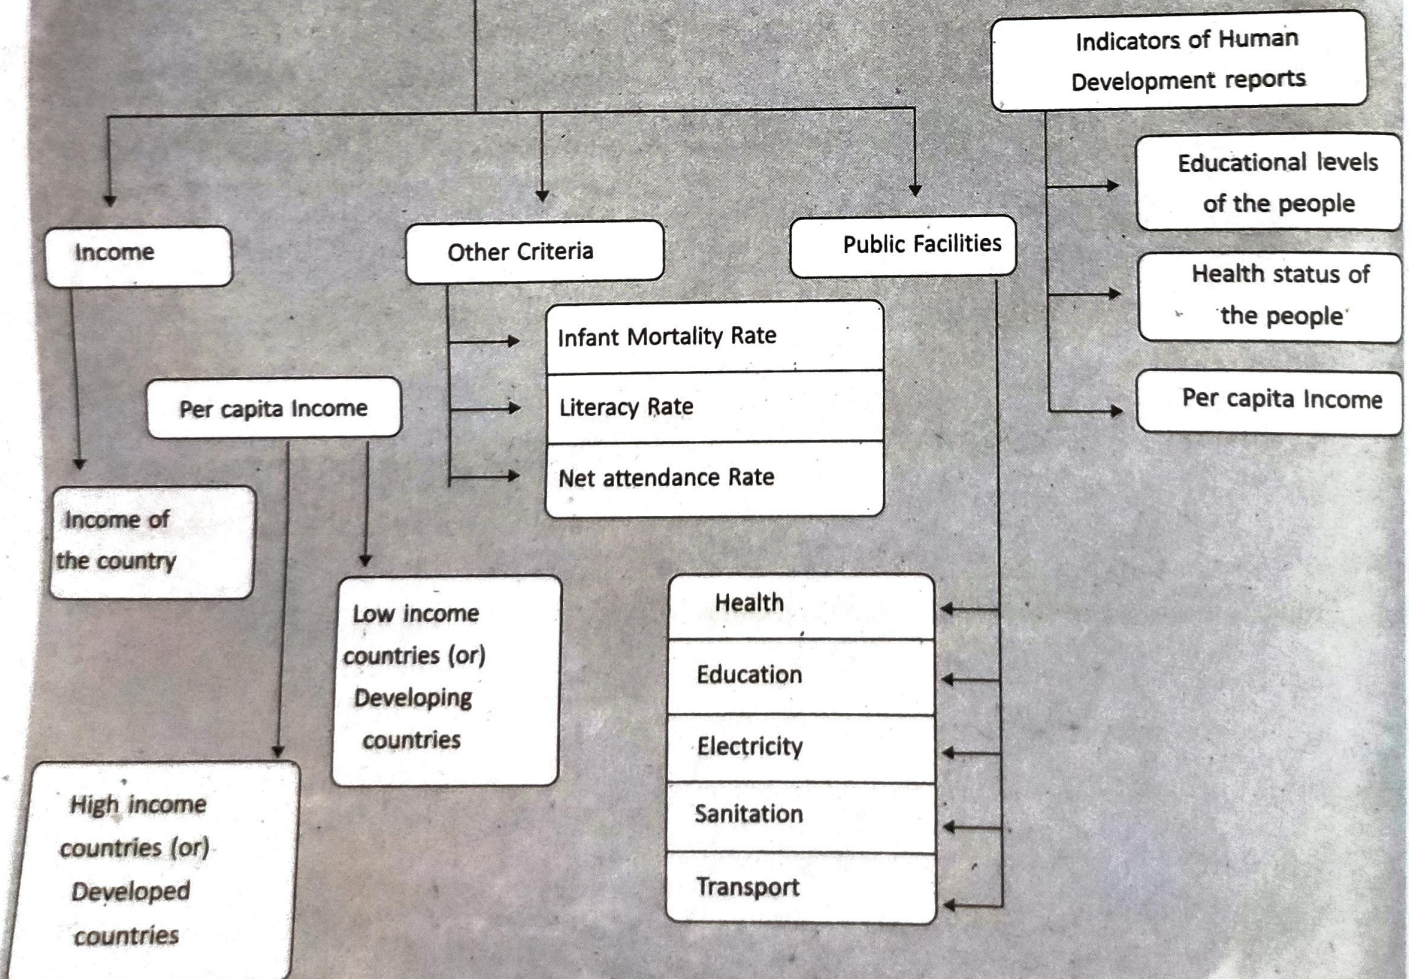 Indicators of Human
Development reports
Educational levels
of the people
Health status of
the people
Per capita Income
Income
Other Criteria
Public Facilities
Infant Mortality Rate
Literacy Rate
Net attendance Rate
Per capita Income
Income of
the country
Low income
countries (or)
Developing
countries
High income
countries (or)
Developed
countries
Health
Education
Electricity
Sanitation
Transport